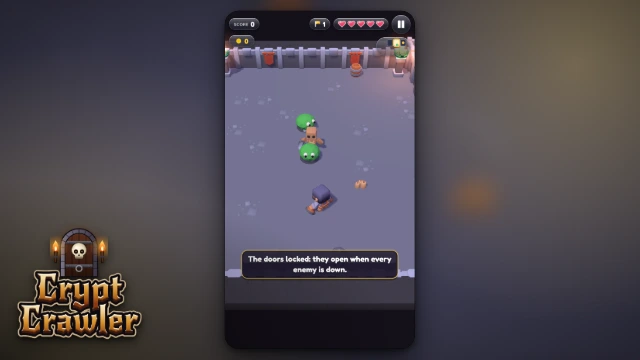 SCORE 0
1
0
The doors locked: they open when every
enemy is down.
Crypt
Crawler